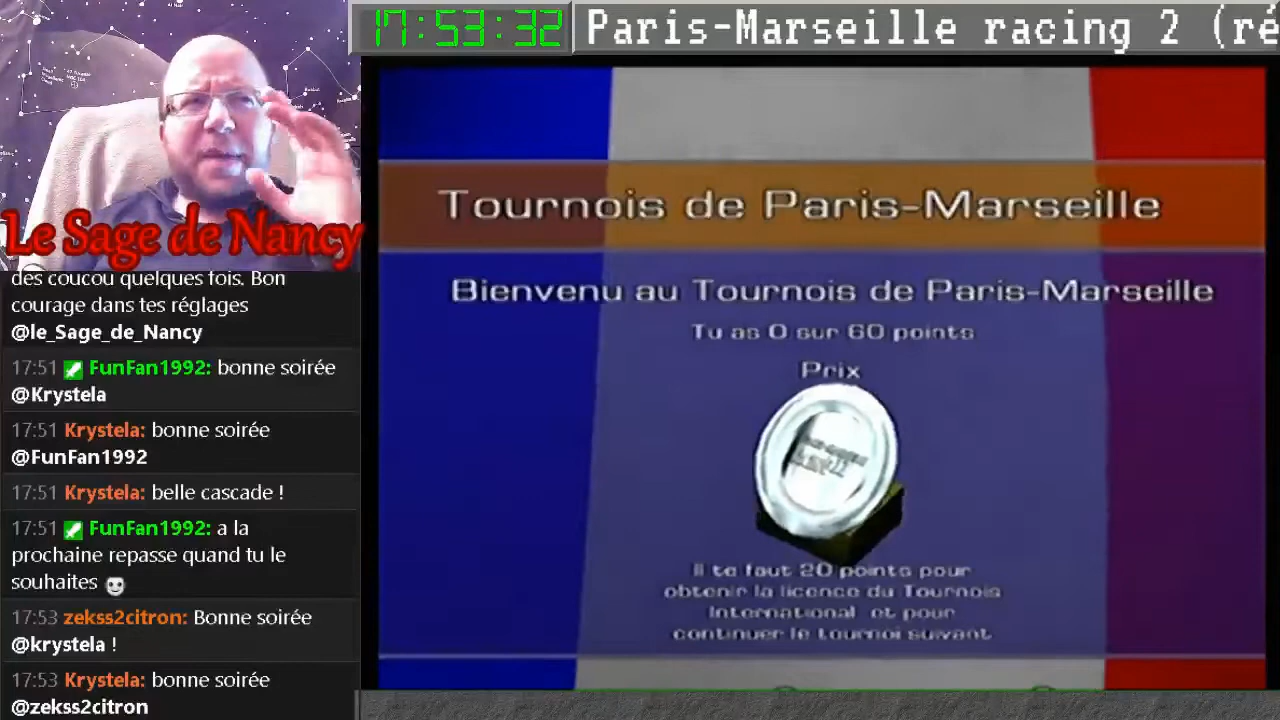 17:53:32
Paris-Marseille racing 2 (ré
Le Sage de Nancy
des coucou quelques fois. Bon
courage dans tes réglages
@le_Sage_de_Nancy
17:51 FunFan1992: bonne soirée
@Krystela
17:51 Krystela: bonne soirée
@FunFan1992
17:51 Krystela: belle cascade !
17:51 FunFan1992: a la
prochaine repasse quand tu le
souhaites
17:53 zekss2citron: Bonne soirée
@krystela !
17:53 Krystela: bonne soirée
@zekss2citron
Tournois de Paris-Marseille
Bienvenu au Tournois de Paris-Marseille
Tu as 0 sur 60 points
Prix
Il te faut 20 points pour
obtenir la licence du Tournois
International et pour
continuer le tournoi suivant